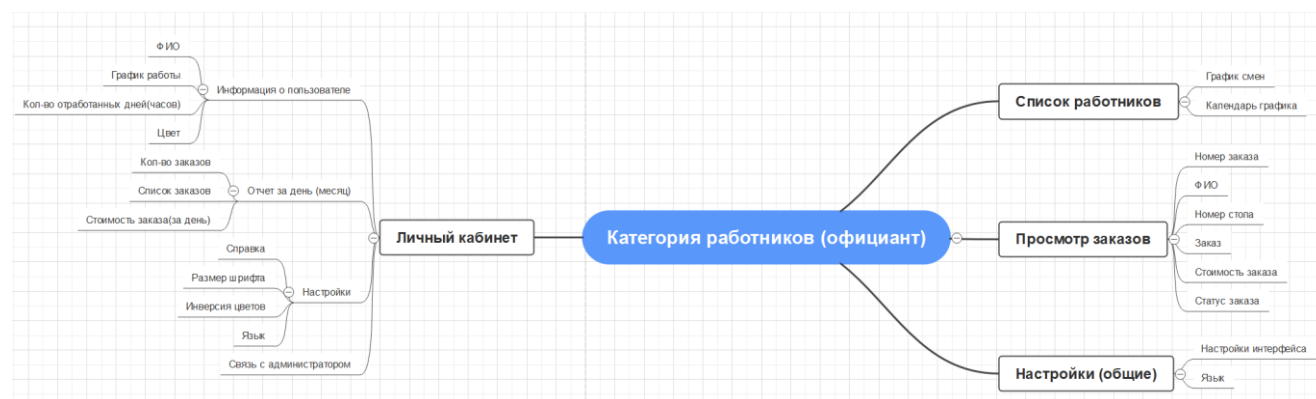 ФИО
График работы
Кол-во отработанных дней(часов)
Цвет
Информация о пользователе
Кол-во заказов
Список заказов
Стоимость заказа(за день)
Отчет за день (месяц)
Справка
Размер шрифта
Инверсия цветов
Язык
Настройки
Связь с администратором
Личный кабинет
Категория работников (официант)
Список работников
График смен
Календарь графика
Просмотр заказов
Номер заказа
ФИО
Номер стола
Заказ
Стоимость заказа
Статус заказа
Настройки (общие)
Настройки интерфейса
Язык